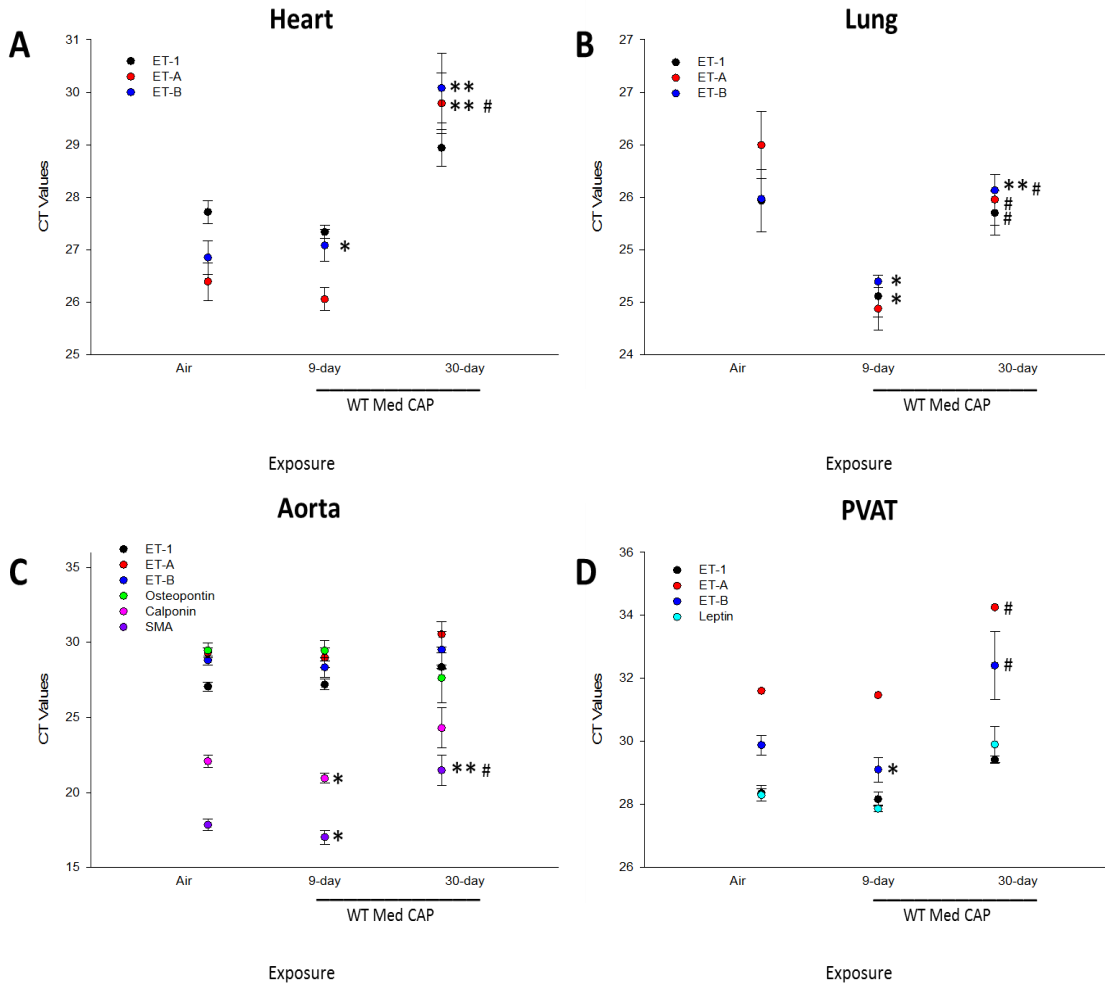 A
Heart
31
30
29
28
27
26
25
CT Values
ET-1
ET-A
ET-B
**
** #
*
Air
9-day
30-day
WT Med CAP
Exposure
B
Lung
27
27
26
26
25
25
24
CT Values
ET-1
ET-A
ET-B
** #
#
#
*
*
Air
9-day
30-day
WT Med CAP
Exposure
C
Aorta
35
30
25
20
15
CT Values
ET-1
ET-A
ET-B
Osteopontin
Calponin
SMA
*
*
** #
Air
9-day
30-day
WT Med CAP
Exposure
D
PVAT
36
34
32
30
28
26
CT Values
ET-1
ET-A
ET-B
Leptin
#
#
*
Air
9-day
30-day
WT Med CAP
Exposure